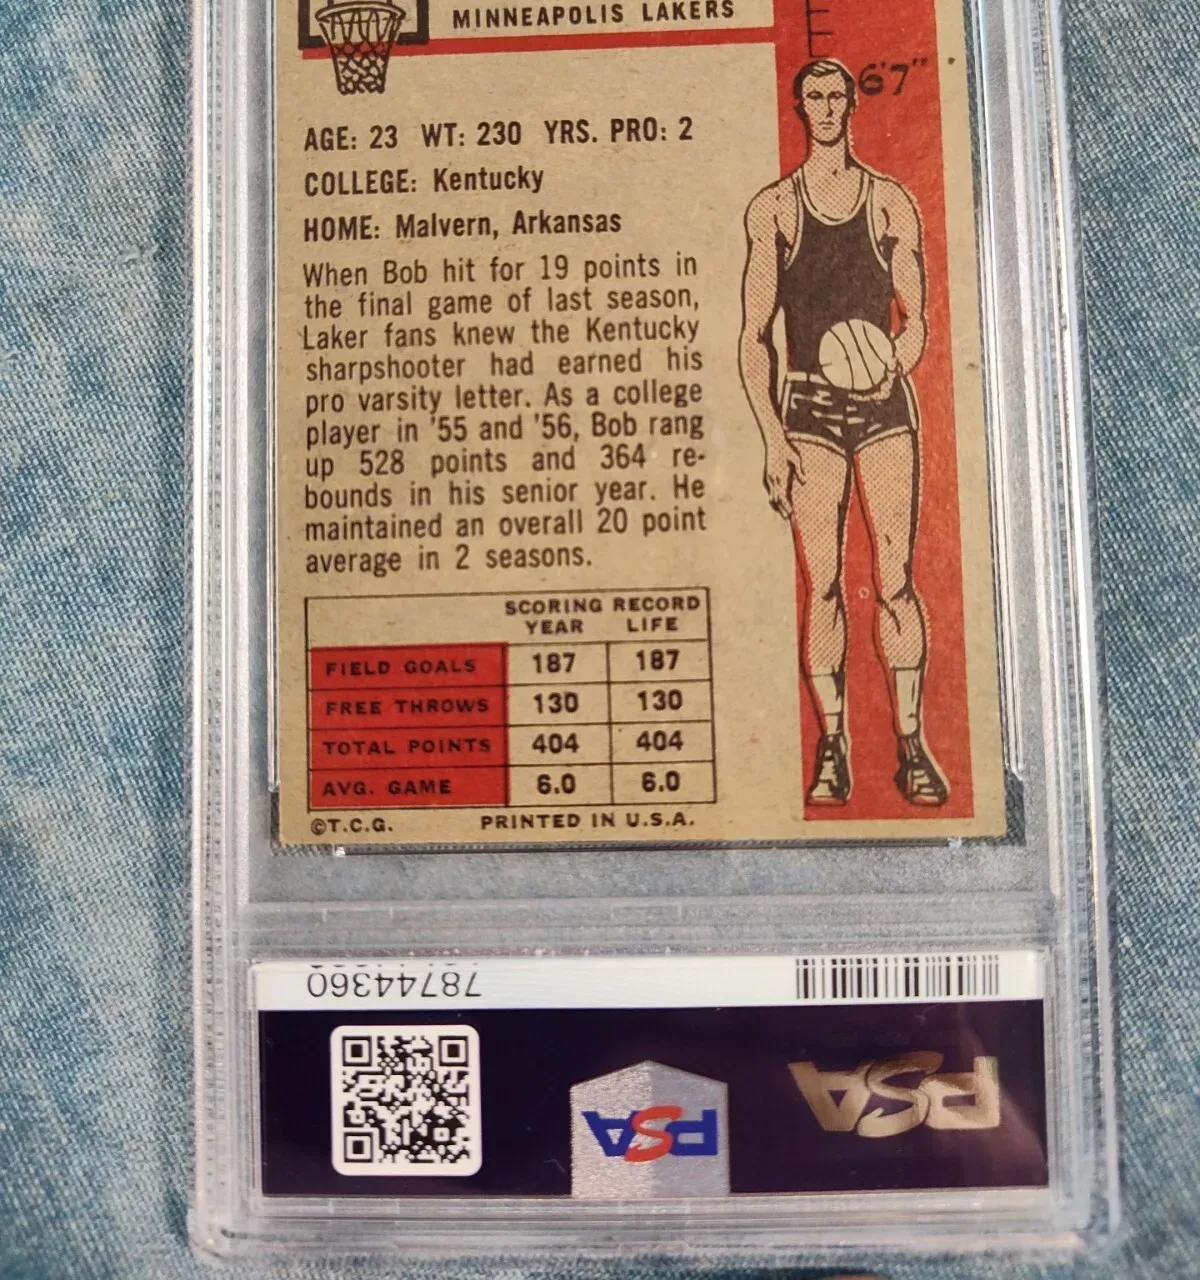 MINNEAPOLIS LAKERS
6'7"
AGE: 23 WT: 230 YRS. PRO: 2
COLLEGE: Kentucky
HOME: Malvern, Arkansas
When Bob hit for 19 points in
the final game of last season,
Laker fans knew the Kentucky
sharpshooter had earned his
pro varsity letter. As a college
player in '55 and '56, Bob rang
up 528 points and 364 re-
bounds in his senior year. He
maintained an overall 20 point
average in 2 seasons.
SCORING RECORD
YEAR LIFE
FIELD GOALS 187 187
FREE THROWS 130 130
TOTAL POINTS 404 404
AVG. GAME 6.0 6.0
©T.C.G. PRINTED IN U.S.A.
78744360
PSA
PSA